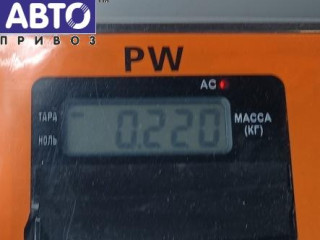 АВТО
ПРИВОЗ
PW
AC
ТАРА
НОЛЬ
0.220
МАССА
(КГ)